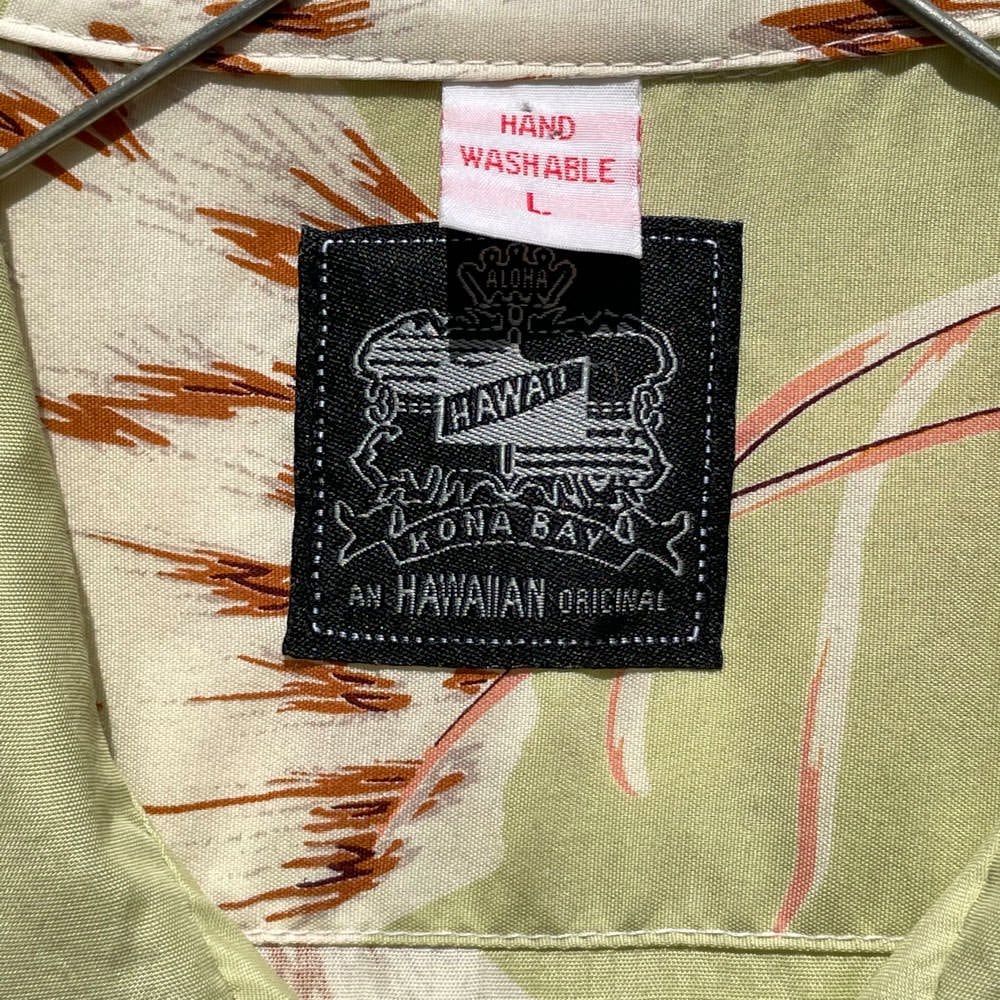 HAND
WASHABLE
L.
ALOHA
HAWAII
KONA BAY
AN HAWAIIAN ORIGINAL